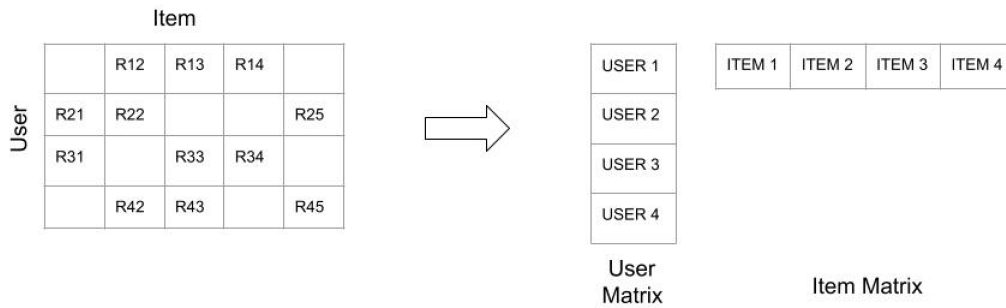 Item
User
R12 R13 R14
R21 R22 R25
R31 R33 R34
R42 R43 R45
USER 1
USER 2
USER 3
USER 4
User
Matrix
ITEM 1 ITEM 2 ITEM 3 ITEM 4
Item Matrix